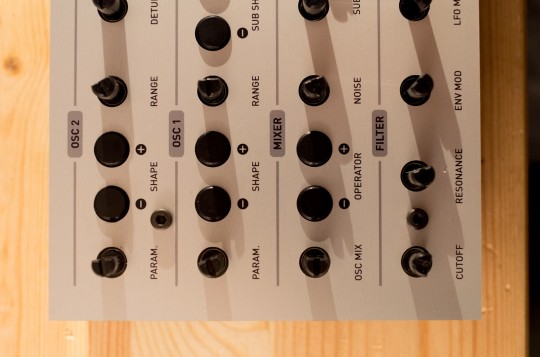 OSC 2
DETU
RANGE
+
SHAPE
−
PARAM.
OSC 1
SUB SH
−
RANGE
+
SHAPE
−
PARAM.
MIXER
SUB
NOISE
+
OPERATOR
−
OSC MIX
FILTER
LFO M
ENV MOD
RESONANCE
CUTOFF